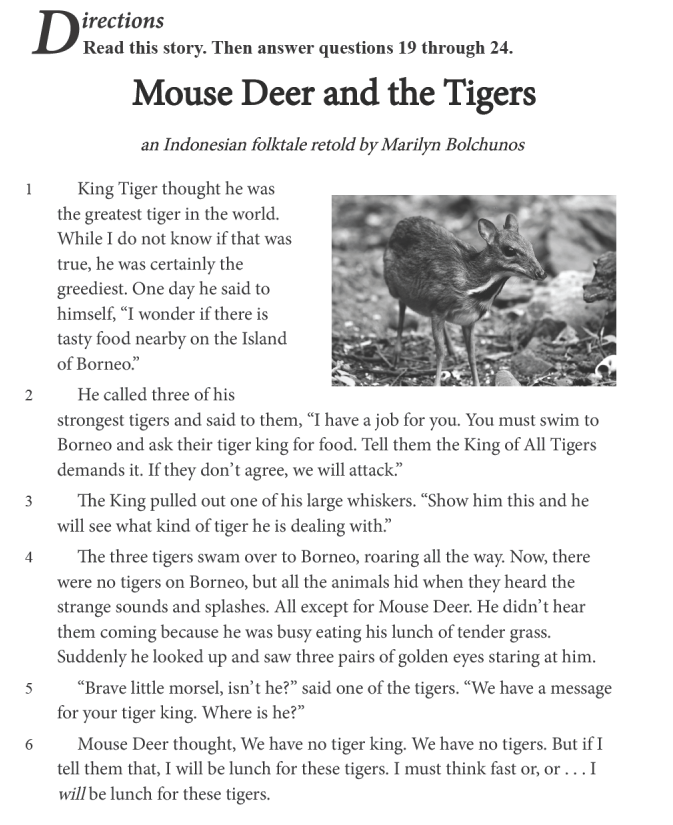 Directions
Read this story. Then answer questions 19 through 24.
Mouse Deer and the Tigers
an Indonesian folktale retold by Marilyn Bolchunos
1 King Tiger thought he was
the greatest tiger in the world.
While I do not know if that was
true, he was certainly the
greediest. One day he said to
himself, “I wonder if there is
tasty food nearby on the Island
of Borneo.”
2 He called three of his
strongest tigers and said to them, “I have a job for you. You must swim to
Borneo and ask their tiger king for food. Tell them the King of All Tigers
demands it. If they don’t agree, we will attack.”
3 The King pulled out one of his large whiskers. “Show him this and he
will see what kind of tiger he is dealing with.”
4 The three tigers swam over to Borneo, roaring all the way. Now, there
were no tigers on Borneo, but all the animals hid when they heard the
strange sounds and splashes. All except for Mouse Deer. He didn’t hear
them coming because he was busy eating his lunch of tender grass.
Suddenly he looked up and saw three pairs of golden eyes staring at him.
5 “Brave little morsel, isn’t he?” said one of the tigers. “We have a message
for your tiger king. Where is he?”
6 Mouse Deer thought, We have no tiger king. We have no tigers. But if I
tell them that, I will be lunch for these tigers. I must think fast or, or . . . I
will be lunch for these tigers.